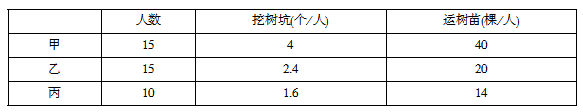 人数 挖树坑(个/人) 运树苗(棵/人)
甲 15 4 40
乙 15 2.4 20
丙 10 1.6 14